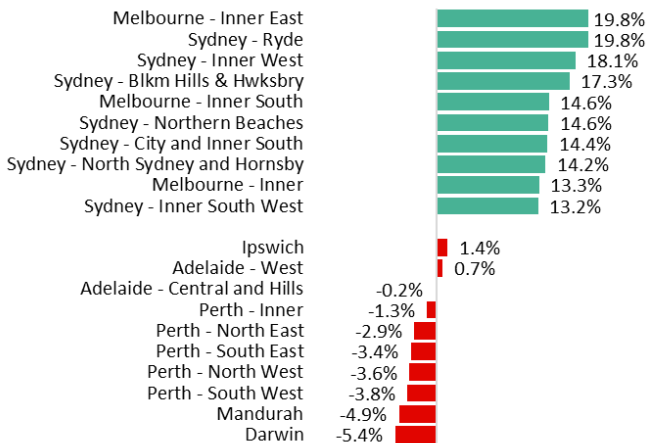 Melbourne - Inner East 19.8%
Sydney - Ryde 19.8%
Sydney - Inner West 18.1%
Sydney - Blkm Hills & Hwksbry 17.3%
Melbourne - Inner South 14.6%
Sydney - Northern Beaches 14.6%
Sydney - City and Inner South 14.4%
Sydney - North Sydney and Hornsby 14.2%
Melbourne - Inner 13.3%
Sydney - Inner South West 13.2%
Ipswich 1.4%
Adelaide - West 0.7%
Adelaide - Central and Hills -0.2%
Perth - Inner -1.3%
Perth - North East -2.9%
Perth - South East -3.4%
Perth - North West -3.6%
Perth - South West -3.8%
Mandurah -4.9%
Darwin -5.4%